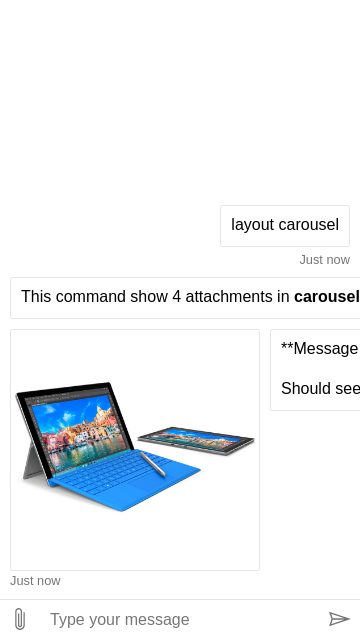 layout carousel
Just now
This command show 4 attachments in carousel
**Message
Should see
Just now
Type your message